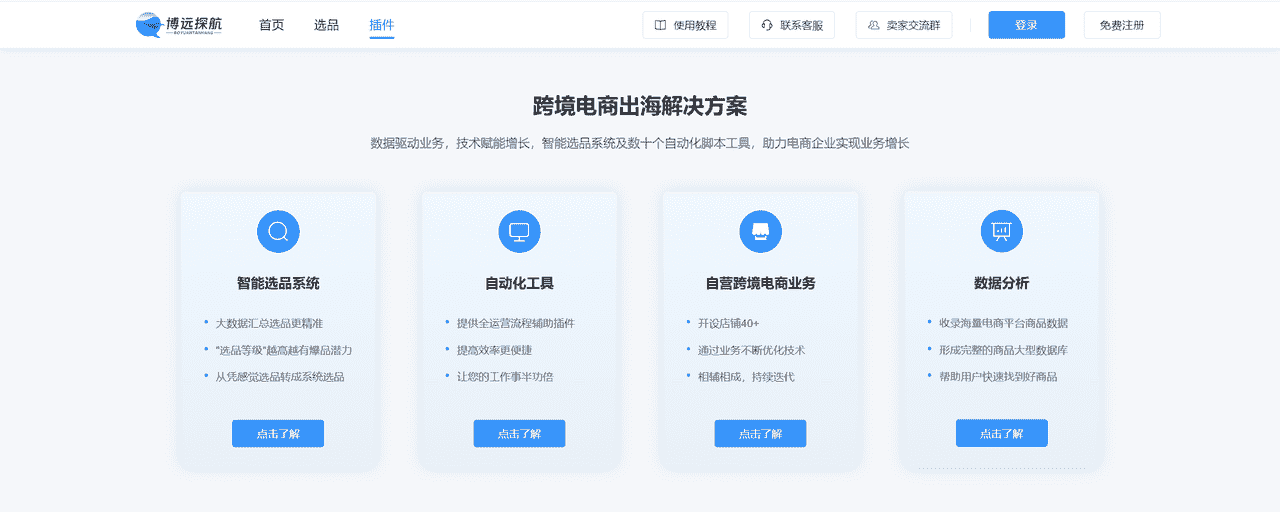 博远探航
BOYUANTANHANG
首页
选品
插件
使用教程
联系客服
卖家交流群
登录
免费注册
跨境电商出海解决方案
数据驱动业务，技术赋能增长，智能选品系统及数十个自动化脚本工具，助力电商企业实现业务增长
智能选品系统
大数据汇总选品更精准
"选品等级"越高越有爆品潜力
从凭感觉选品转成系统选品
点击了解
自动化工具
提供全运营流程辅助插件
提高效率更便捷
让您的工作事半功倍
点击了解
自营跨境电商业务
开设店铺40+
通过业务不断优化技术
相辅相成，持续迭代
点击了解
数据分析
收录海量电商平台商品数据
形成完整的商品大型数据库
帮助用户快速找到好商品
点击了解